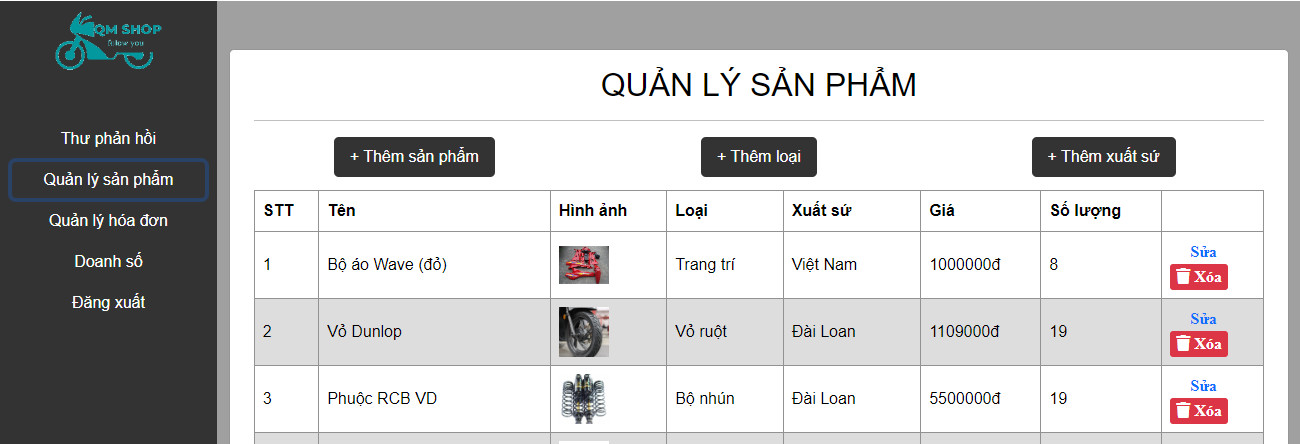 QM SHOP
follow you
Thư phản hồi
Quản lý sản phẩm
Quản lý hóa đơn
Doanh số
Đăng xuất
QUẢN LÝ SẢN PHẨM
+ Thêm sản phẩm + Thêm loại + Thêm xuất sứ
STT Tên Hình ảnh Loại Xuất sứ Giá Số lượng
1 Bộ áo Wave (đỏ) Trang trí Việt Nam 1000000đ 8 Sửa
Xóa
2 Vỏ Dunlop Vỏ ruột Đài Loan 1109000đ 19 Sửa
Xóa
3 Phuộc RCB VD Bộ nhún Đài Loan 5500000đ 19 Sửa
Xóa